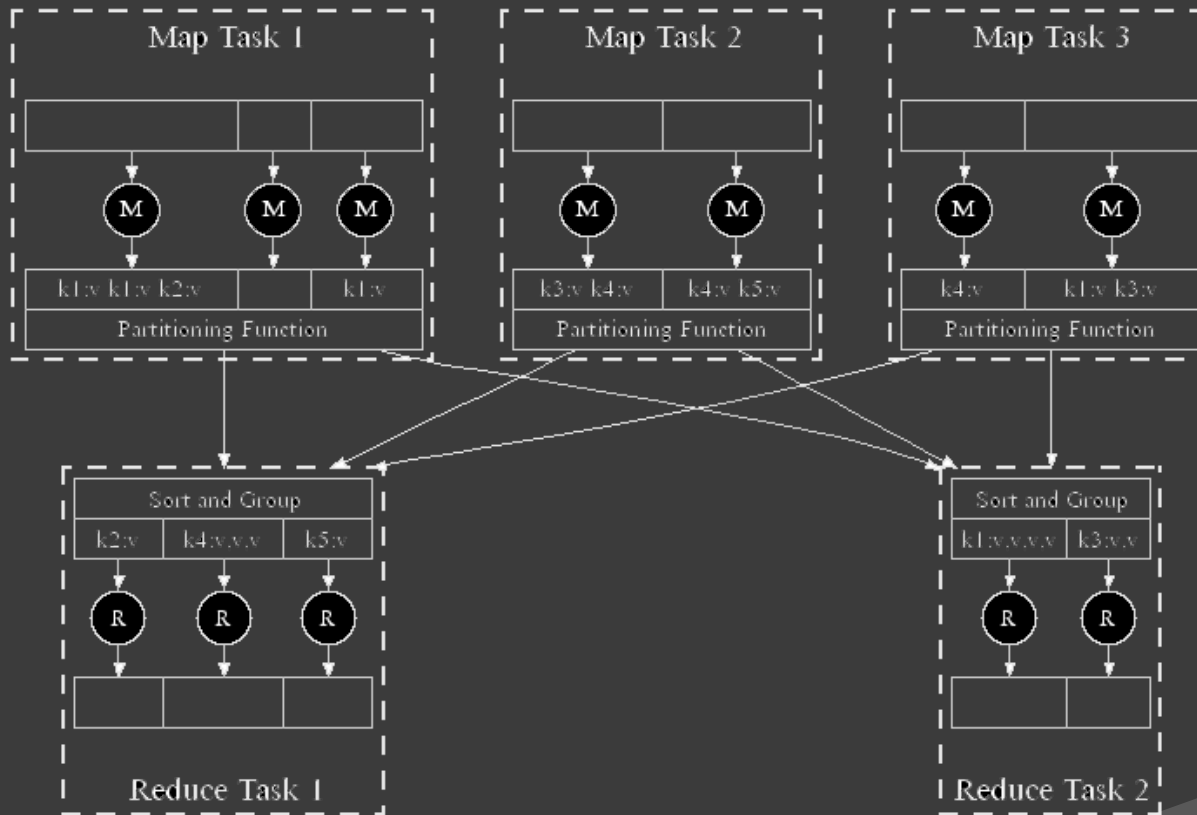 Map Task 1
Map Task 2
Map Task 3
M
M
M
M
M
M
M
k1:v k1:v k2:v
k1:v
k3:v k4:v
k4:v k5:v
k4:v
k1:v k3:v
Partitioning Function
Partitioning Function
Partitioning Function
Sort and Group
Sort and Group
k2:v
k4:v,v,v
k5:v
k1:v,v,v,v
k3:v,v
R
R
R
R
R
Reduce Task 1
Reduce Task 2